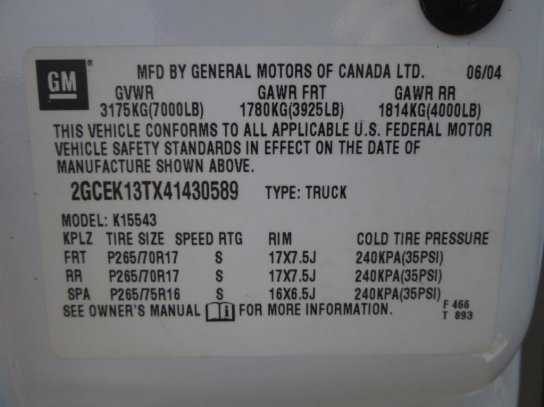 GM MFD BY GENERAL MOTORS OF CANADA LTD. 06/04
GVWR GAWR FRT GAWR RR
3175KG(7000LB) 1780KG(3925LB) 1814KG(4000LB)
THIS VEHICLE CONFORMS TO ALL APPLICABLE U.S. FEDERAL MOTOR
VEHICLE SAFETY STANDARDS IN EFFECT ON THE DATE OF
MANUFACTURE SHOWN ABOVE.
2GCEK13TX41430589 TYPE: TRUCK
MODEL: K15543
KPLZ TIRE SIZE SPEED RTG RIM COLD TIRE PRESSURE
FRT P265/70R17 S 17X7.5J 240KPA(35PSI)
RR P265/70R17 S 17X7.5J 240KPA(35PSI)
SPA P265/75R16 S 16X6.5J 240KPA(35PSI)
SEE OWNER'S MANUAL FOR MORE INFORMATION. F 466
T 893